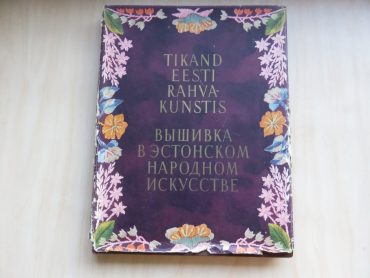 TIKAND
EESTI
RAHVA-
KUNSTIS
ВЫШИВКА
В ЭСТОНСКОМ
НАРОДНОМ
ИСКУССТВЕ